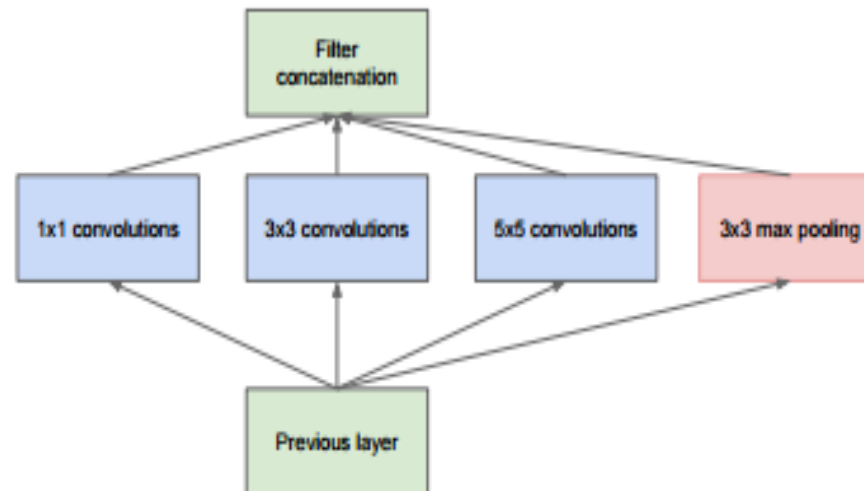 Filter
concatenation
1x1 convolutions
3x3 convolutions
5x5 convolutions
3x3 max pooling
Previous layer